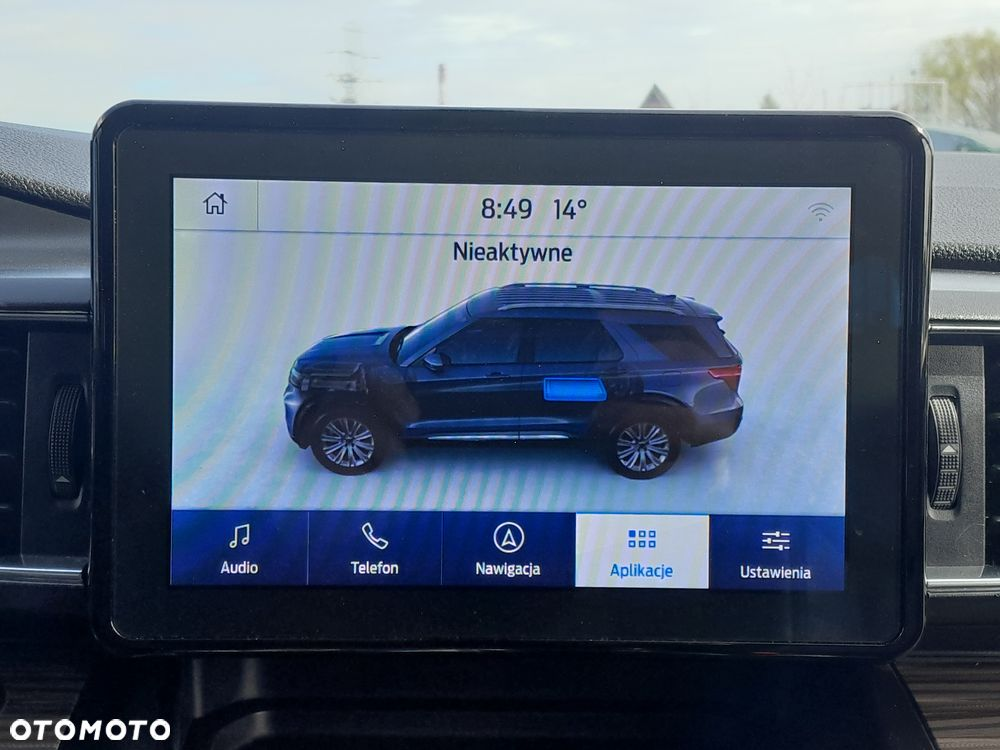 8:49 14°
Nieaktywne
Audio
Telefon
Nawigacja
Aplikacje
Ustawienia
OTOMOTO